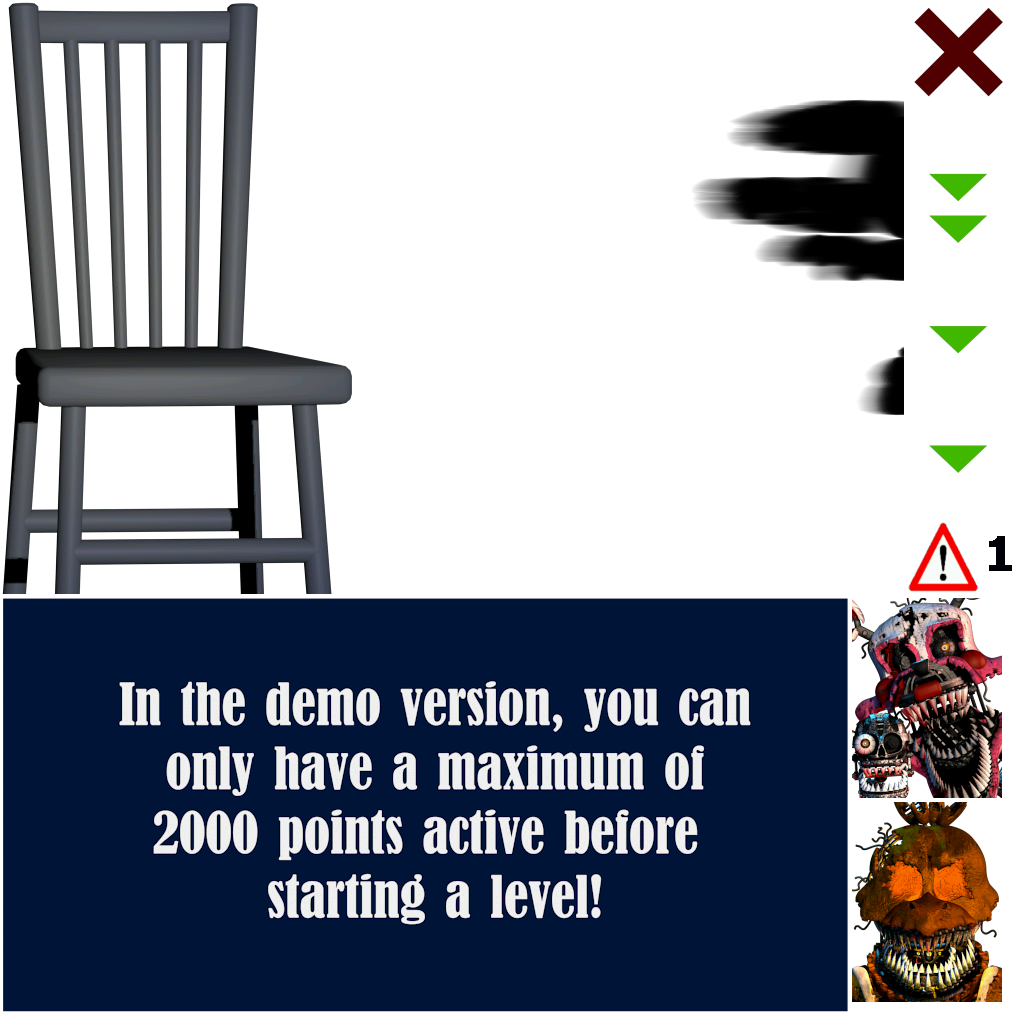 1
In the demo version, you can
only have a maximum of
2000 points active before
starting a level!